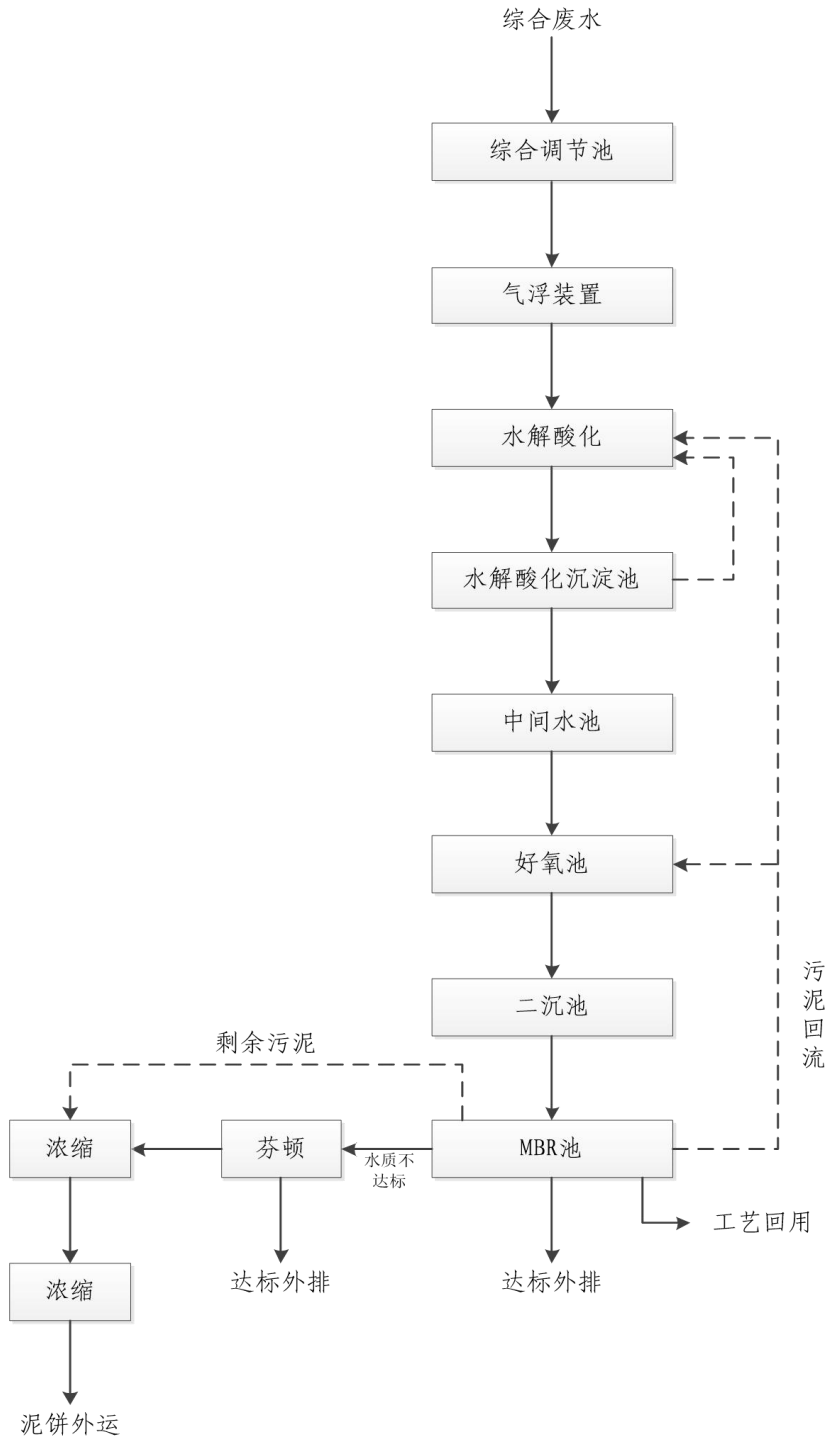 综合废水
综合调节池
气浮装置
水解酸化
水解酸化沉淀池
中间水池
好氧池
污
泥
回
流
二沉池
剩余污泥
浓缩
芬顿
水质不
达标
MBR池
工艺回用
浓缩
达标外排
达标外排
泥饼外运